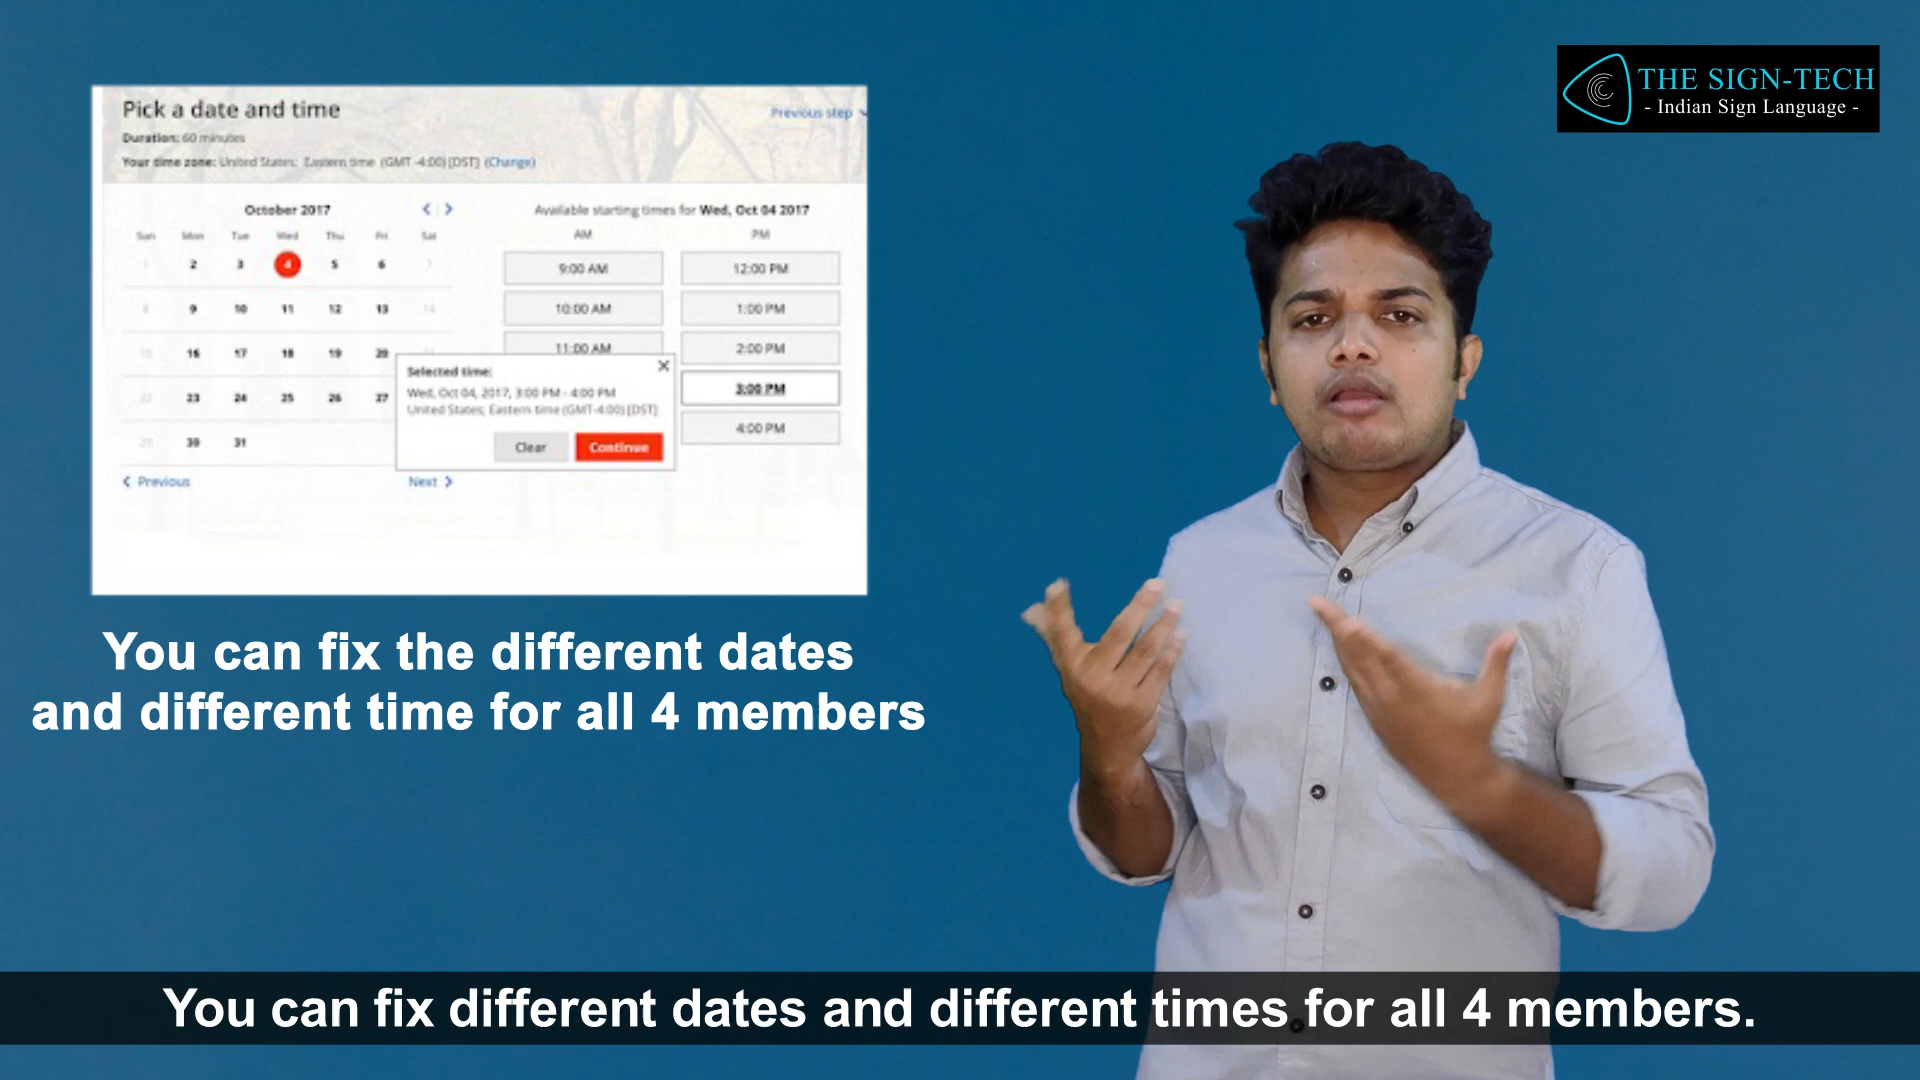 THE SIGN-TECH
- Indian Sign Language -
Pick a date and time
Previous step
Duration: 60 minutes
Your time zone: United States; Eastern time (GMT -4:00) [DST] (Change)
October 2017
Available starting times for Wed, Oct 04 2017
Sun Mon Tue Wed Thu Fri Sat
AM PM
1 2 3 4 5 6 7
9:00 AM 12:00 PM
8 9 10 11 12 13 14
10:00 AM 1:00 PM
15 16 17 18 19 20 21
11:00 AM 2:00 PM
Selected time:
Wed, Oct 04, 2017, 3:00 PM - 4:00 PM
United States; Eastern time (GMT-4:00) [DST]
3:00 PM
22 23 24 25 26 27
4:00 PM
Clear Continue
29 30 31
Previous Next
You can fix the different dates
and different time for all 4 members
You can fix different dates and different times for all 4 members.